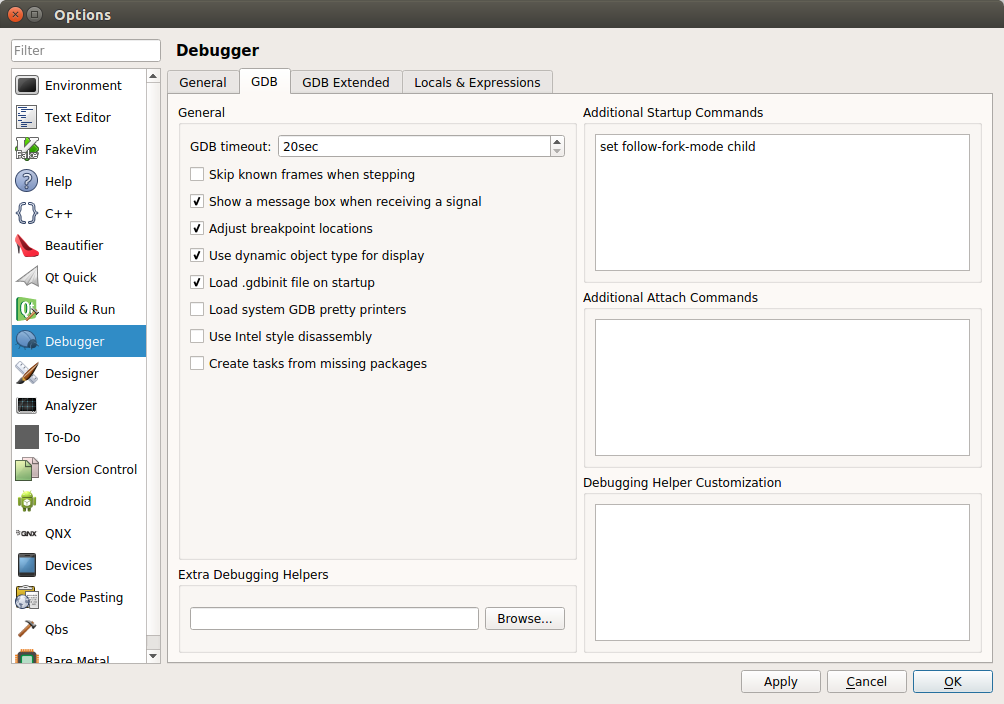 Options
Filter
Environment
Text Editor
FakeVim
Help
C++
Beautifier
Qt Quick
Build & Run
Debugger
Designer
Analyzer
To-Do
Version Control
Android
QNX
Devices
Code Pasting
Qbs
Bare Metal
Debugger
General
GDB
GDB Extended
Locals & Expressions
General
GDB timeout: 20sec
Skip known frames when stepping
Show a message box when receiving a signal
Adjust breakpoint locations
Use dynamic object type for display
Load .gdbinit file on startup
Load system GDB pretty printers
Use Intel style disassembly
Create tasks from missing packages
Extra Debugging Helpers
Browse...
Additional Startup Commands
set follow-fork-mode child
Additional Attach Commands
Debugging Helper Customization
Apply
Cancel
OK